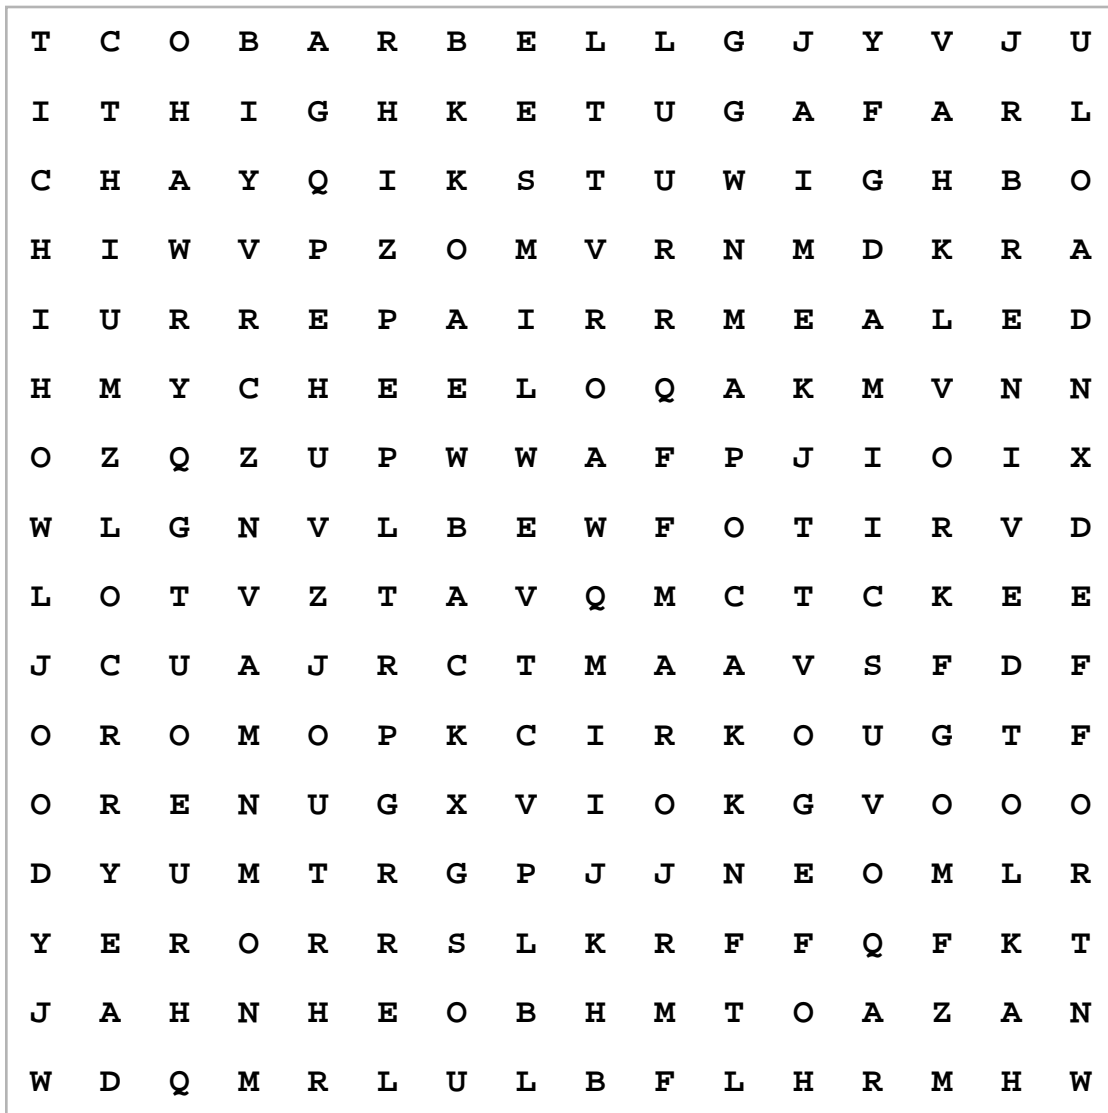 T C O B A R B E L L G J Y V J U
I T H I G H K E T U G A F A R L
C H A Y Q I K S T U W I G H B O
H I W V P Z O M V R N M D K R A
I U R R E P A I R R M E A L E D
H M Y C H E E L O Q A K M V N N
O Z Q Z U P W W A F P J I O I X
W L G N V L B E W F O T I R V D
L O T V Z T A V Q M C T C K E E
J C U A J R C T M A A V S F D F
O R O M O P K C I R K O U G T F
O R E N U G X V I O K G V O O O
D Y U M T R G P J J N E O M L R
Y E R O R R S L K R F F Q F K T
J A H N H E O B H M T O A Z A N
W D Q M R L U L B F L H R M H W